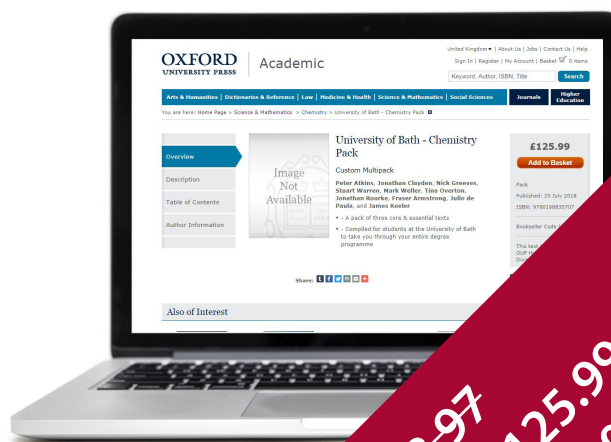 United Kingdom ▾ | About Us | Jobs | Contact Us | Help
OXFORD
UNIVERSITY PRESS
Academic
Sign In | Register | My Account | Basket 0 items
Keyword, Author, ISBN, Title
Search
Arts & Humanities | Dictionaries & Reference | Law | Medicine & Health | Science & Mathematics | Social Sciences
Journals
Higher
Education
You are here: Home Page > Science & Mathematics > Chemistry > University of Bath - Chemistry Pack
Overview
Description
Table of Contents
Author Information
Image
Not
Available
University of Bath - Chemistry
Pack
Custom Multipack
Peter Atkins, Jonathan Clayden, Nick Greeves,
Stuart Warren, Mark Weller, Tina Overton,
Jonathan Rourke, Fraser Armstrong, Julio de
Paula, and James Keeler
- A pack of three core & essential texts
- Compiled for students at the University of Bath
to take you through your entire degree
programme
£125.99
Add to Basket
Pack
Published: 20 July 2018
ISBN: 9780198835707
Bookseller Code
This text
OUP
Share:
Also of Interest
.97
125.99